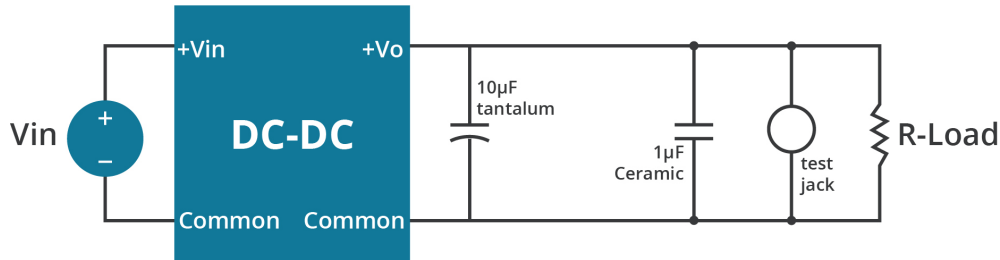 +Vin
+Vo
10µF
tantalum
Vin
+
−
DC-DC
1µF
Ceramic
test
jack
R-Load
Common
Common